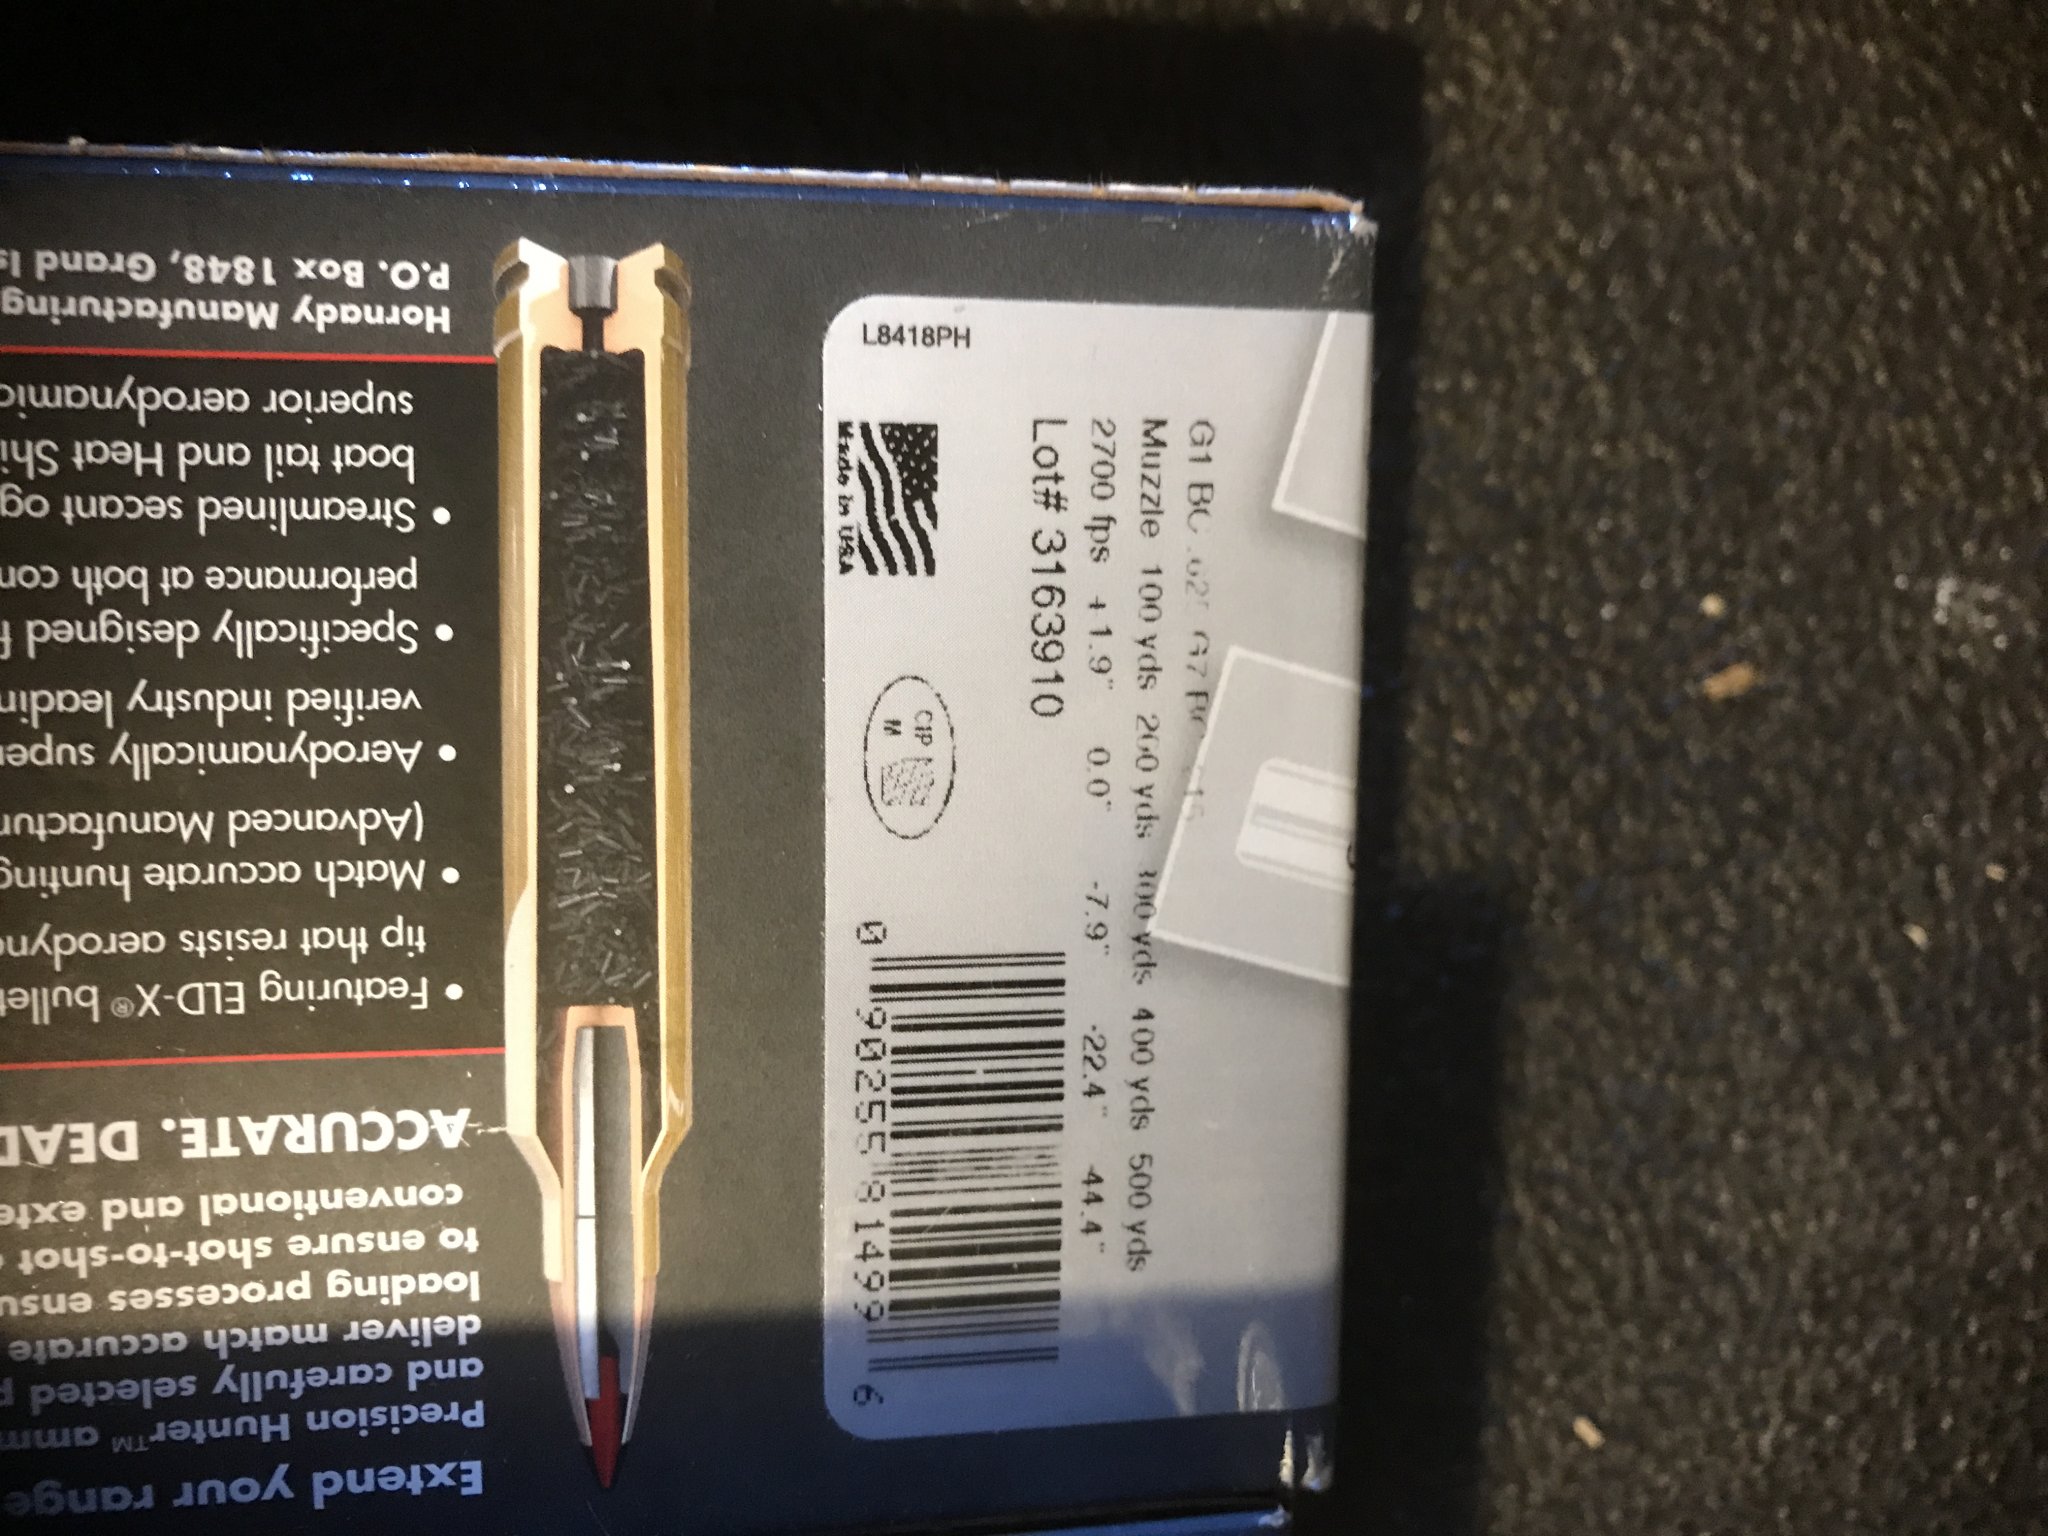 Extend your range
Precision Hunter™ amm
and carefully selected p
deliver match accurate
loading processes ensu
to ensure shot-to-shot
conventional and exte
ACCURATE. DEAD
• Featuring ELD-X® bullet
tip that resists aerodyn
• Match accurate hunting
(Advanced Manufactur
• Aerodynamically super
verified industry leadin
• Specifically designed f
performance at both con
• Streamlined secant og
boat tail and Heat Shi
superior aerodynamic
Hornady Manufacturing
P.O. Box 1848, Grand Is
L8418PH
G1 BC G7
Muzzle 100 yds 200 yds 300 yds 400 yds 500 yds
2700 fps +1.9" 0.0" -7.9" -22.4" 44.4"
Lot# 3163910
Made in USA
CIP
M
0 90255 81499 6